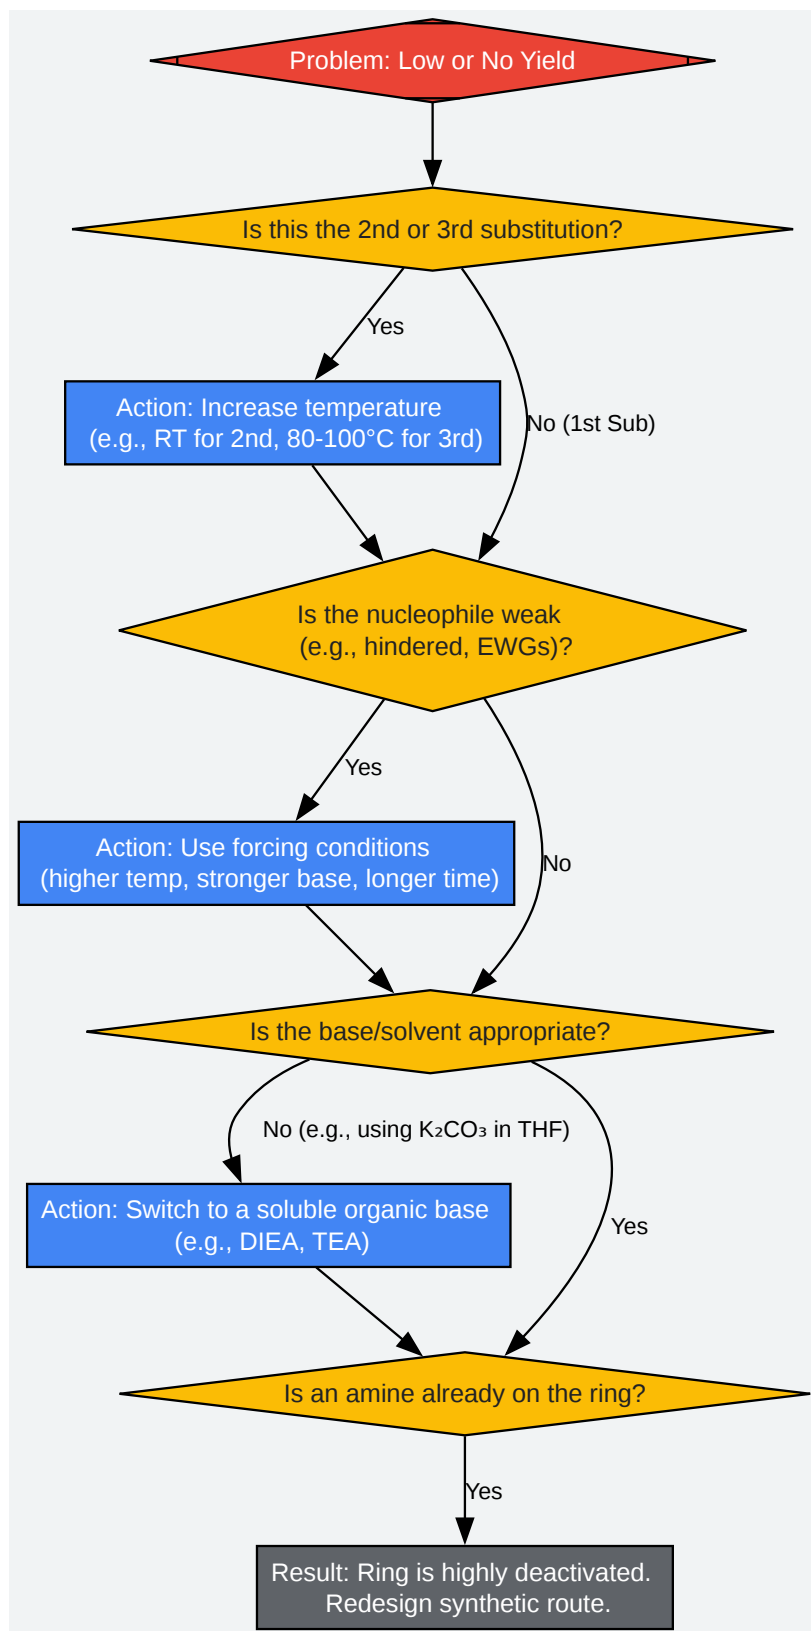 Problem: Low or No Yield
Is this the 2nd or 3rd substitution?
Yes
Action: Increase temperature
(e.g., RT for 2nd, 80-100°C for 3rd)
No (1st Sub)
Is the nucleophile weak
(e.g., hindered, EWGs)?
Yes
Action: Use forcing conditions
(higher temp, stronger base, longer time)
No
Is the base/solvent appropriate?
No (e.g., using K₂CO₃ in THF)
Action: Switch to a soluble organic base
(e.g., DIEA, TEA)
Yes
Is an amine already on the ring?
Yes
Result: Ring is highly deactivated.
Redesign synthetic route.